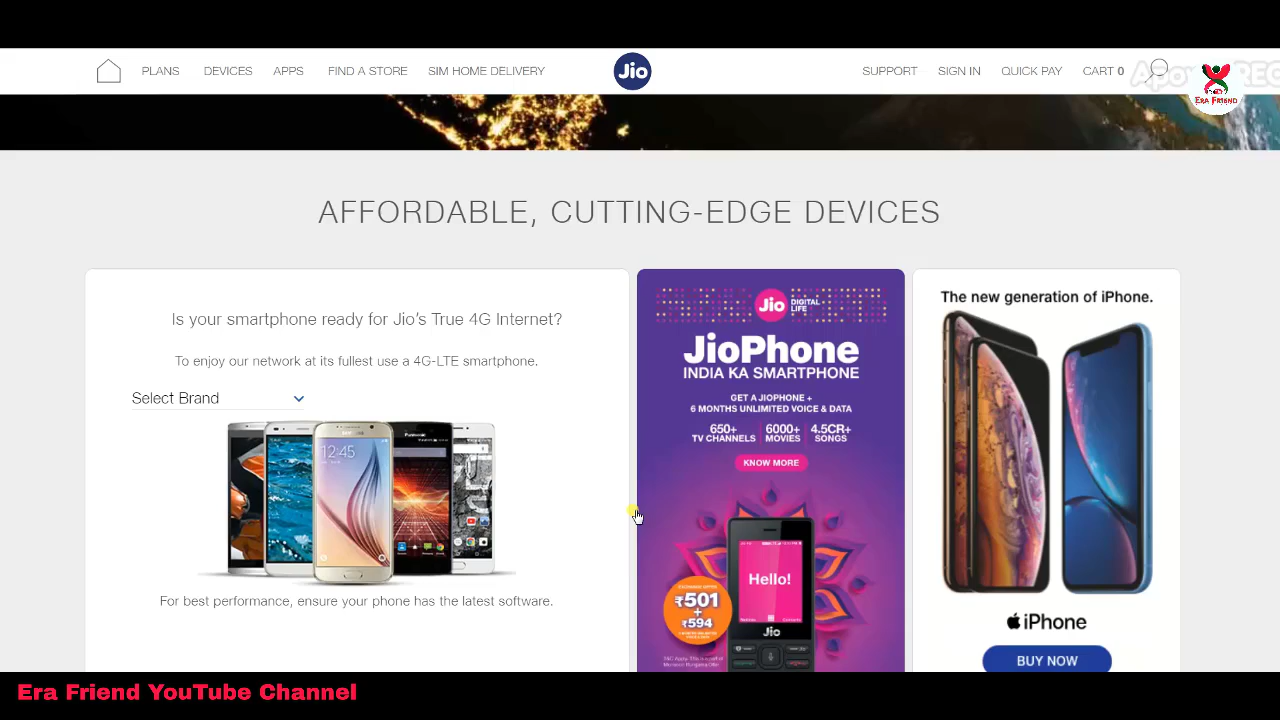 PLANS DEVICES APPS FIND A STORE SIM HOME DELIVERY Jio SUPPORT SIGN IN QUICK PAY CART 0
ERA FRIEND
AFFORDABLE, CUTTING-EDGE DEVICES
Is your smartphone ready for Jio's True 4G Internet?
To enjoy our network at its fullest use a 4G-LTE smartphone.
Select Brand
12:45
Panasonic
For best performance, ensure your phone has the latest software.
Jio DIGITAL
LIFE
JioPhone
INDIA KA SMARTPHONE
GET A JIOPHONE +
6 MONTHS UNLIMITED VOICE & DATA
650+ 6000+ 4.5CR+
TV CHANNELS MOVIES SONGS
KNOW MORE
Hello!
₹501
+
₹594
Jio
The new generation of iPhone.
iPhone
BUY NOW
Era Friend YouTube Channel